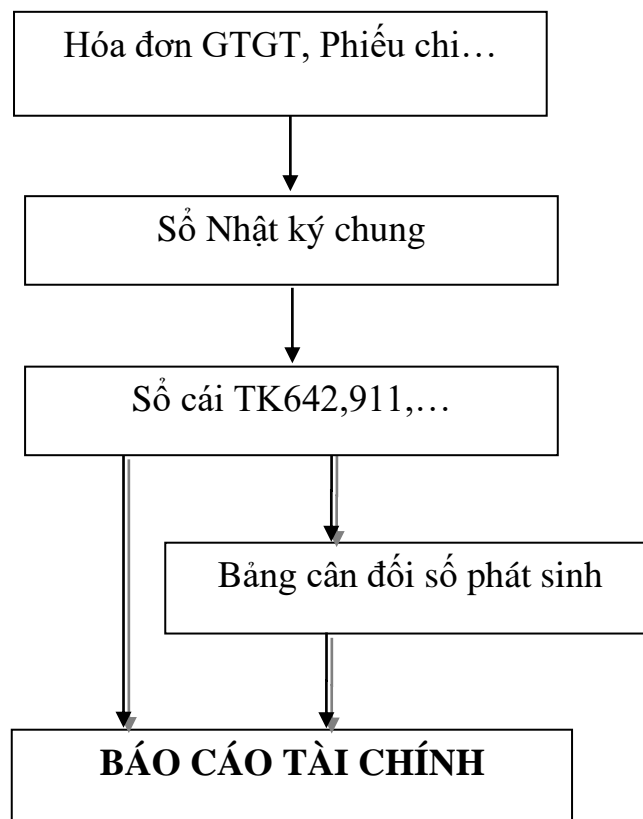 Hóa đơn GTGT, Phiếu chi…
Sổ Nhật ký chung
Sổ cái TK642,911,…
Bảng cân đối số phát sinh
BÁO CÁO TÀI CHÍNH